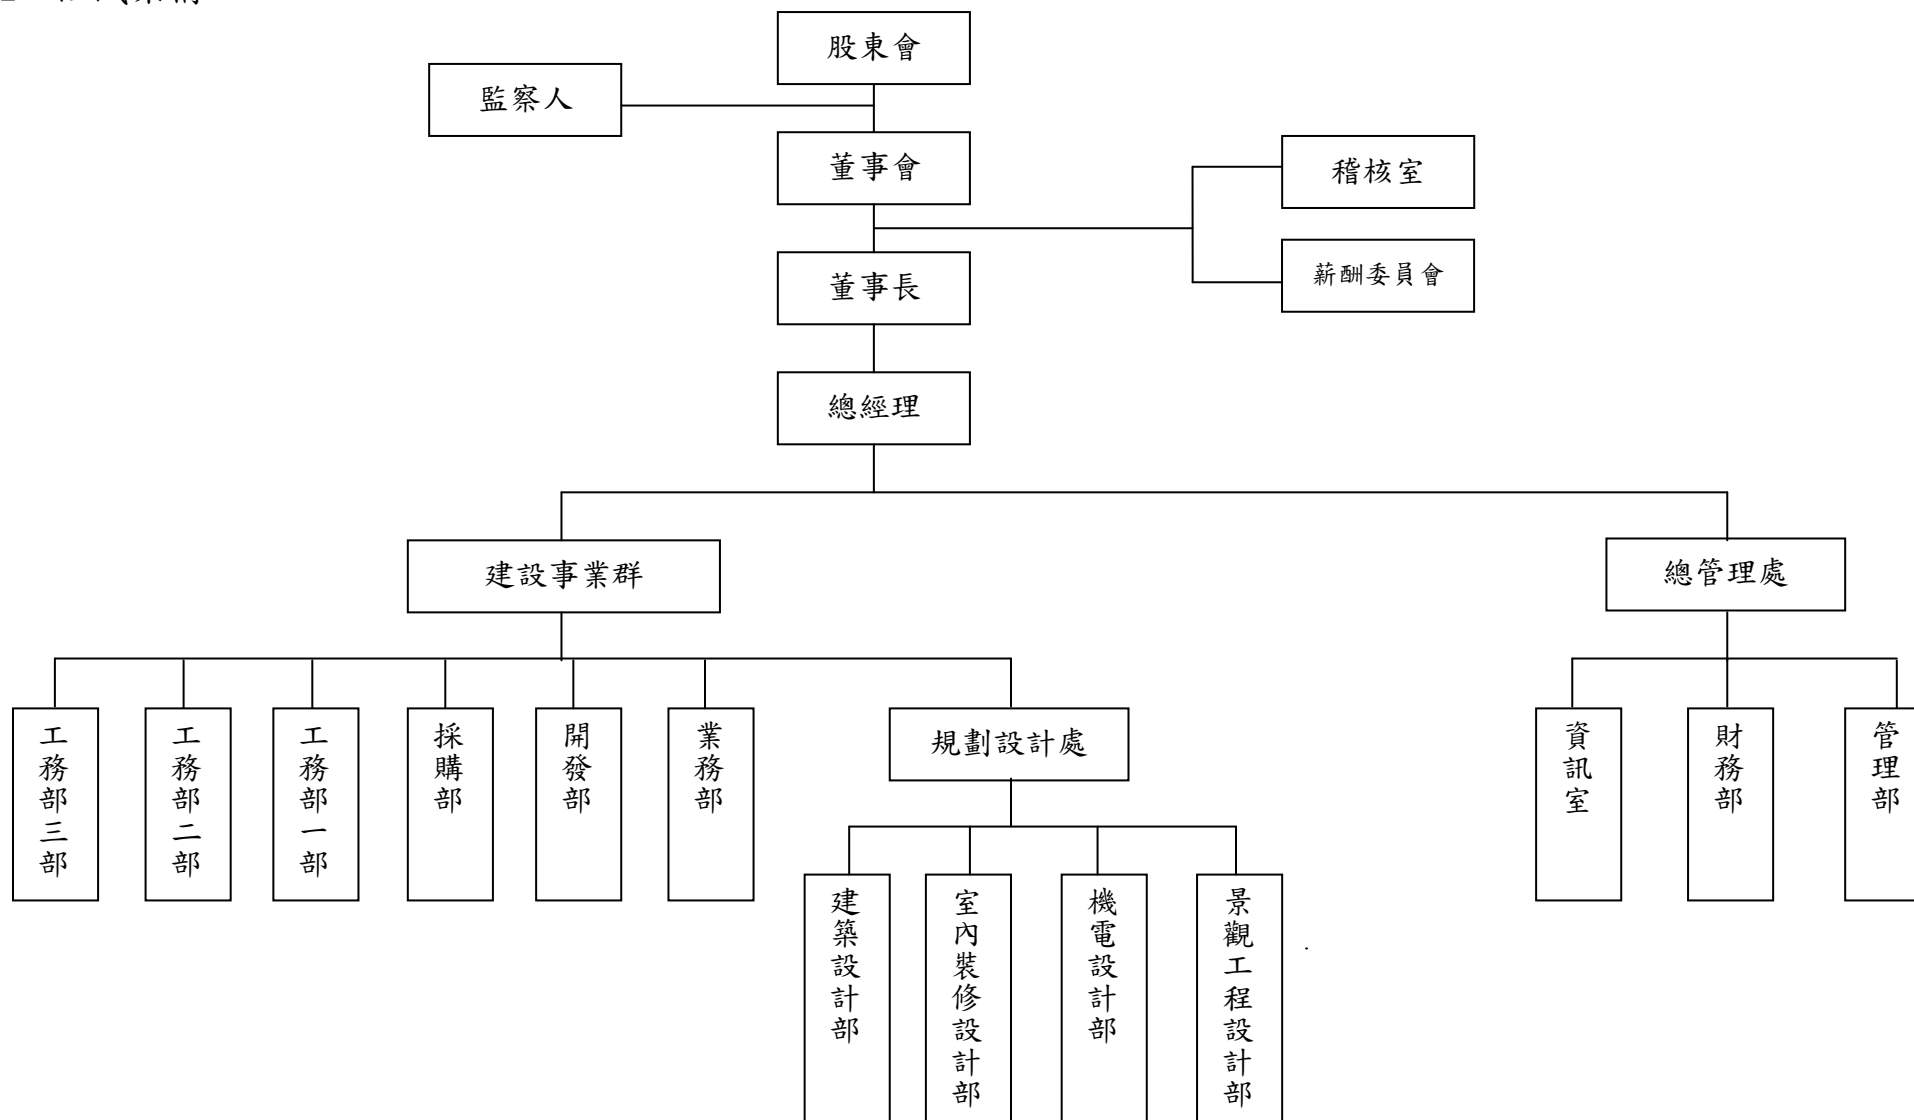 股東會
監察人
董事會
稽核室
薪酬委員會
董事長
總經理
建設事業群
總管理處
工務部三部
工務部二部
工務部一部
採購部
開發部
業務部
規劃設計處
資訊室
財務部
管理部
建築設計部
室內裝修設計部
機電設計部
景觀工程設計部